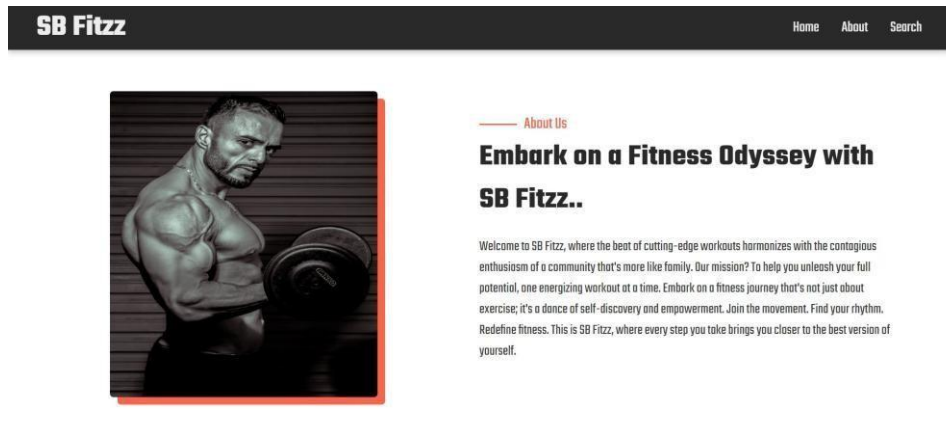 SB Fitzz
Home About Search
About Us
Embark on a Fitness Odyssey with
SB Fitzz..
Welcome to SB Fitzz, where the beat of cutting-edge workouts harmonizes with the contagious
enthusiasm of a community that's more like family. Our mission? To help you unleash your full
potential, one energizing workout at a time. Embark on a fitness journey that's not just about
exercise; it's a dance of self-discovery and empowerment. Join the movement. Find your rhythm.
Redefine fitness. This is SB Fitzz, where every step you take brings you closer to the best version of
yourself.